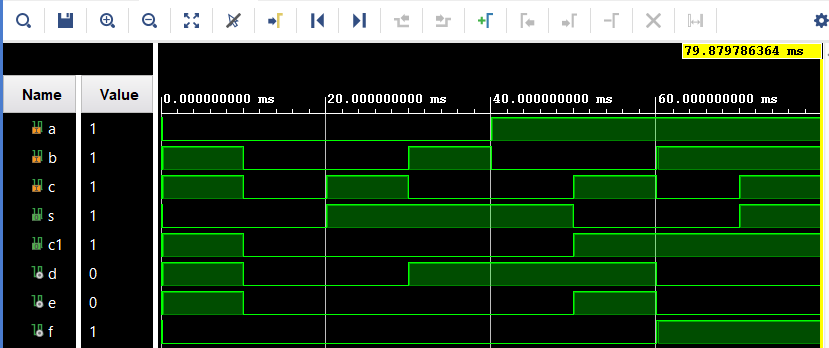 79.879786364 ms
Name Value 0.000000000 ms 20.000000000 ms 40.000000000 ms 60.000000000 ms
a 1
b 1
c 1
s 1
c1 1
d 0
e 0
f 1